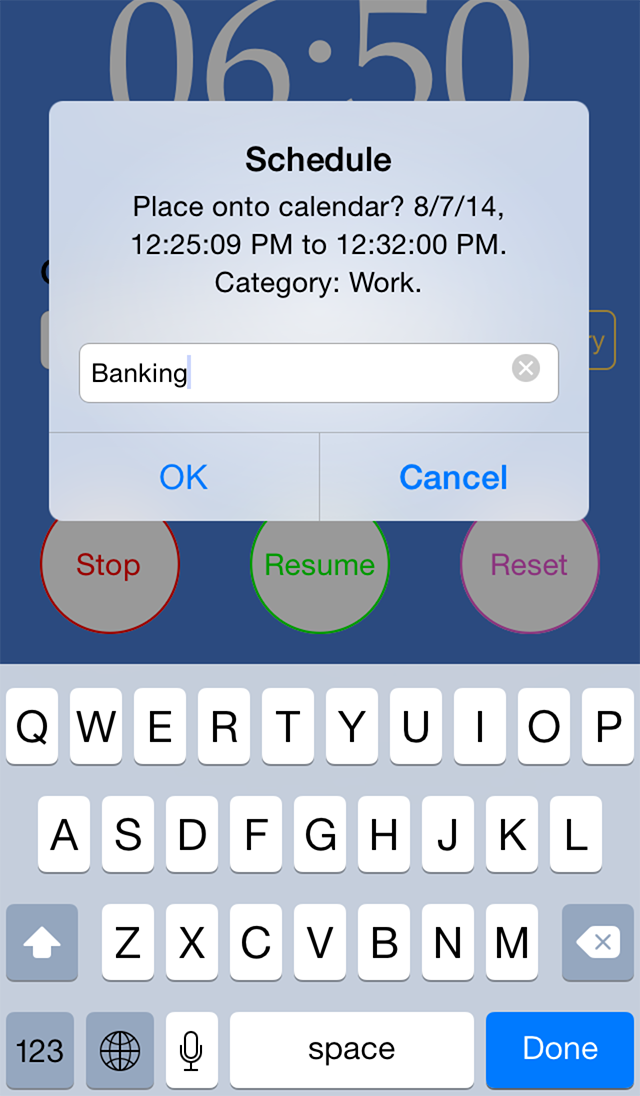 06:50
Schedule
Place onto calendar? 8/7/14,
12:25:09 PM to 12:32:00 PM.
Category: Work.
Banking
OK Cancel
Stop Resume Reset
Q W E R T Y U I O P
A S D F G H J K L
Z X C V B N M
123 space Done